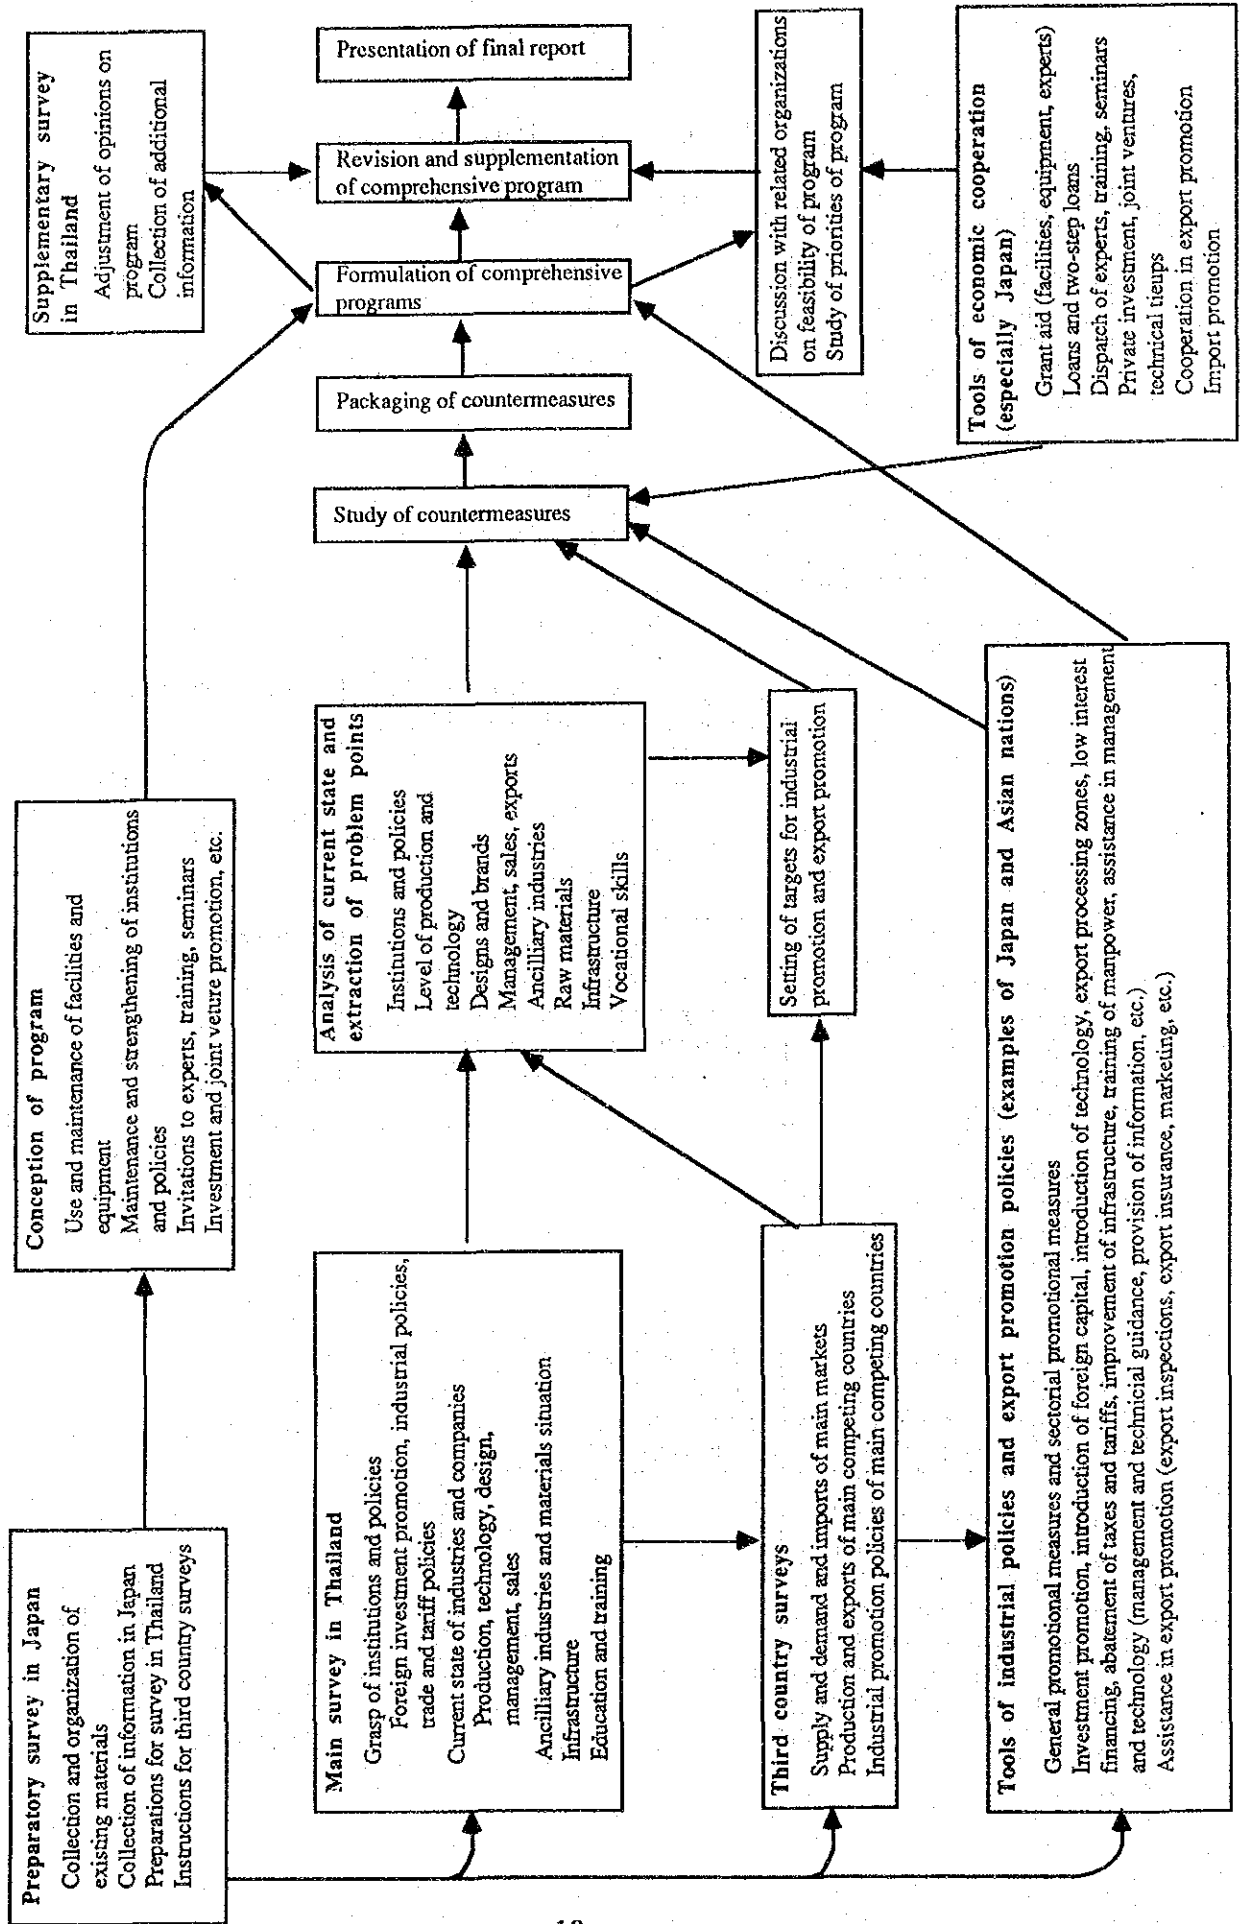 Preparatory survey in Japan
Collection and organization of
existing materials
Collection of information in Japan
Preparations for survey in Thailand
Instructions for third country surveys
Conception of program
Use and maintenance of facilities and
equipment
Maintenance and strengthening of institutions
and policies
Invitations to experts, training, seminars
Investment and joint veture promotion, etc.
Supplementary survey
in Thailand
Adjustment of opinions on
program
Collection of additional
information
Main survey in Thailand
Grasp of institutions and policies
Foreign investment promotion, industrial policies,
trade and tariff policies
Current state of industries and companies
Production, technology, design,
management, sales
Ancilliary industries and materials situation
Infrastructure
Education and training
Analysis of current state and
extraction of problem points
Institutions and policies
Level of production and
technology
Designs and brands
Management, sales, exports
Ancilliary industries
Raw materials
Infrastructure
Vocational skills
Study of countermeasures
Packaging of countermeasures
Formulation of comprehensive
programs
Revision and supplementation
of comprehensive program
Presentation of final report
Third country surveys
Supply and demand and imports of main markets
Production and exports of main competing countries
Industrial promotion policies of main competing countries
Setting of targets for industrial
promotion and export promotion
Discussion with related organizations
on feasibility of program
Study of priorities of program
Tools of industrial policies and export promotion policies (examples of Japan and Asian nations)
General promotional measures and sectorial promotional measures
Investment promotion, introduction of foreign capital, introduction of technology, export processing zones, low interest
financing, abatement of taxes and tariffs, improvement of infrastructure, training of manpower, assistance in management
and technology (management and technicial guidance, provision of information, etc.)
Assistance in export promotion (export inspections, export insurance, marketing, etc.)
Tools of economic cooperation
(especially Japan)
Grant aid (facilities, equipment, experts)
Loans and two-step loans
Dispatch of experts, training, seminars
Private investment, joint ventures,
technical tieups
Cooperation in export promotion
Import promotion